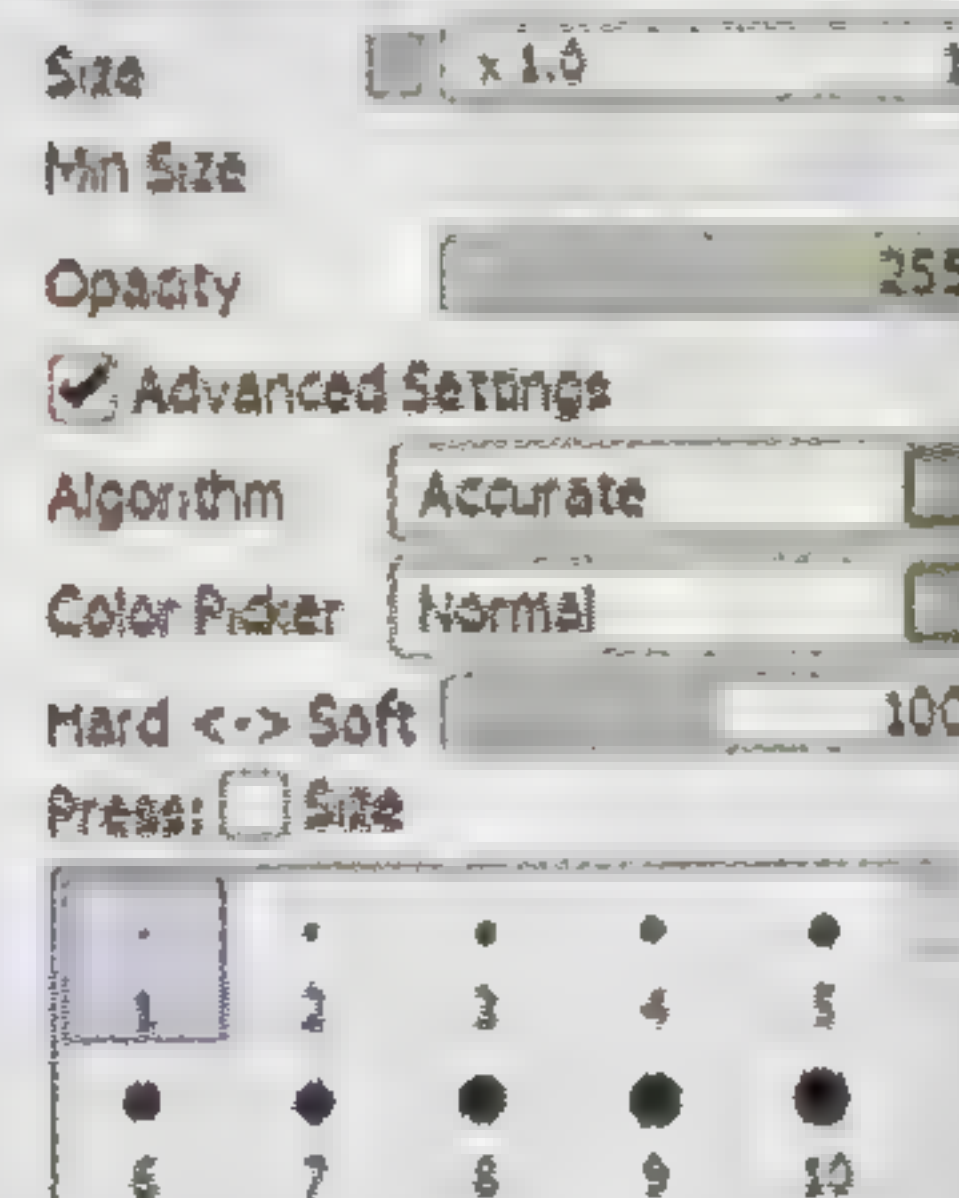 Size x 1.0
Min Size
Opacity 255
Advanced Settings
Algorithm Accurate
Color Picker Normal
Hard <-> Soft 100
Press: Size
1 2 3 4 5
6 7 8 9 10